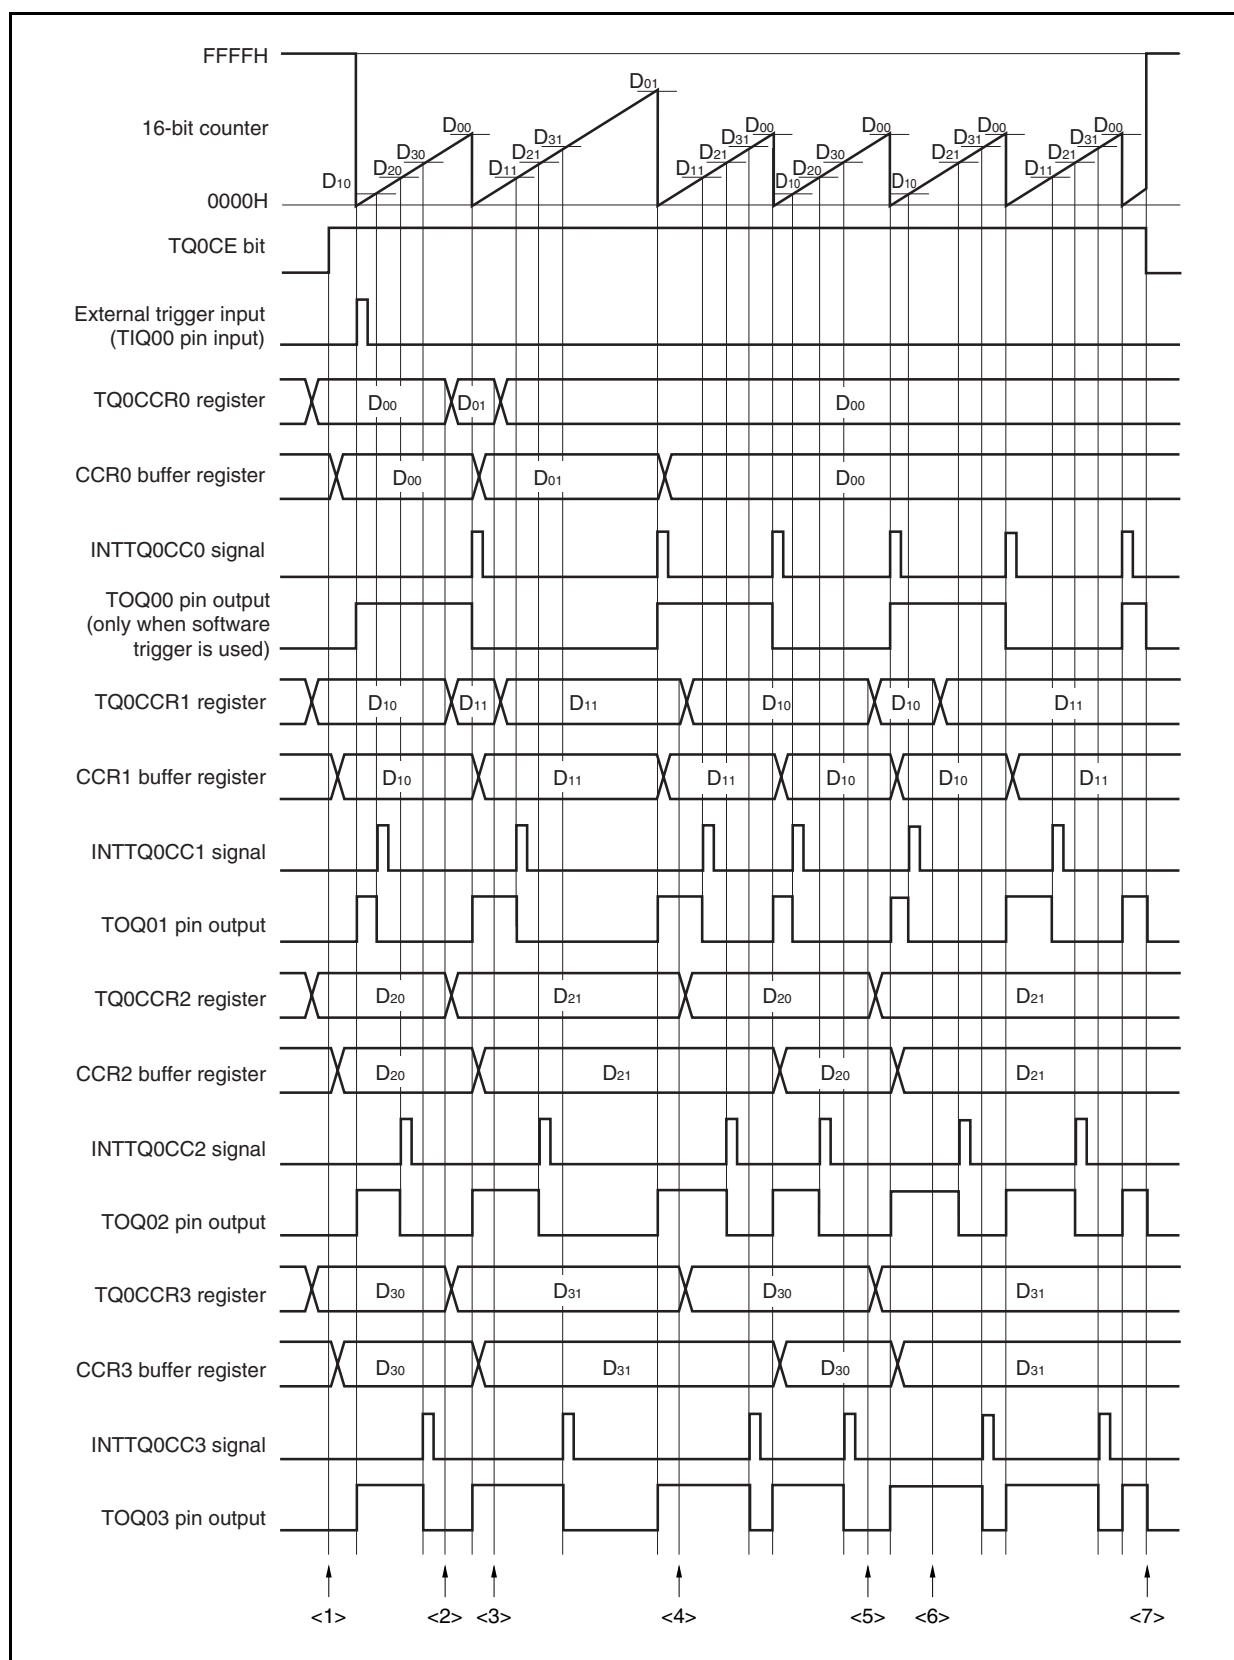 FFFFH
16-bit counter
0000H
D10 D20 D30 D00 D11 D21 D31 D01 D11 D21 D31 D00 D10 D20 D30 D00 D10 D21 D31 D00 D11 D21 D31 D00
TQ0CE bit
External trigger input
(TIQ00 pin input)
TQ0CCR0 register D00 D01 D00
CCR0 buffer register D00 D01 D00
INTTQ0CC0 signal
TOQ00 pin output
(only when software
trigger is used)
TQ0CCR1 register D10 D11 D11 D10 D10 D11
CCR1 buffer register D10 D11 D11 D10 D10 D11
INTTQ0CC1 signal
TOQ01 pin output
TQ0CCR2 register D20 D21 D20 D21
CCR2 buffer register D20 D21 D20 D21
INTTQ0CC2 signal
TOQ02 pin output
TQ0CCR3 register D30 D31 D30 D31
CCR3 buffer register D30 D31 D30 D31
INTTQ0CC3 signal
TOQ03 pin output
<1> <2> <3> <4> <5> <6> <7>